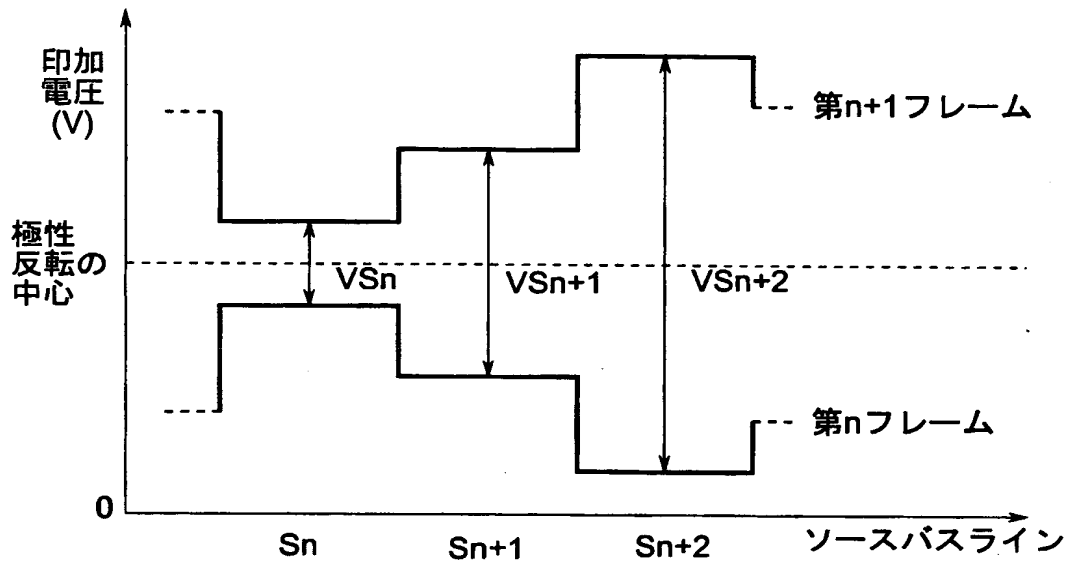 印加
電圧
(V)
第n+1フレーム
極性
反転の
中心
VSn
VSn+1
VSn+2
第nフレーム
0
Sn
Sn+1
Sn+2
ソースバスライン